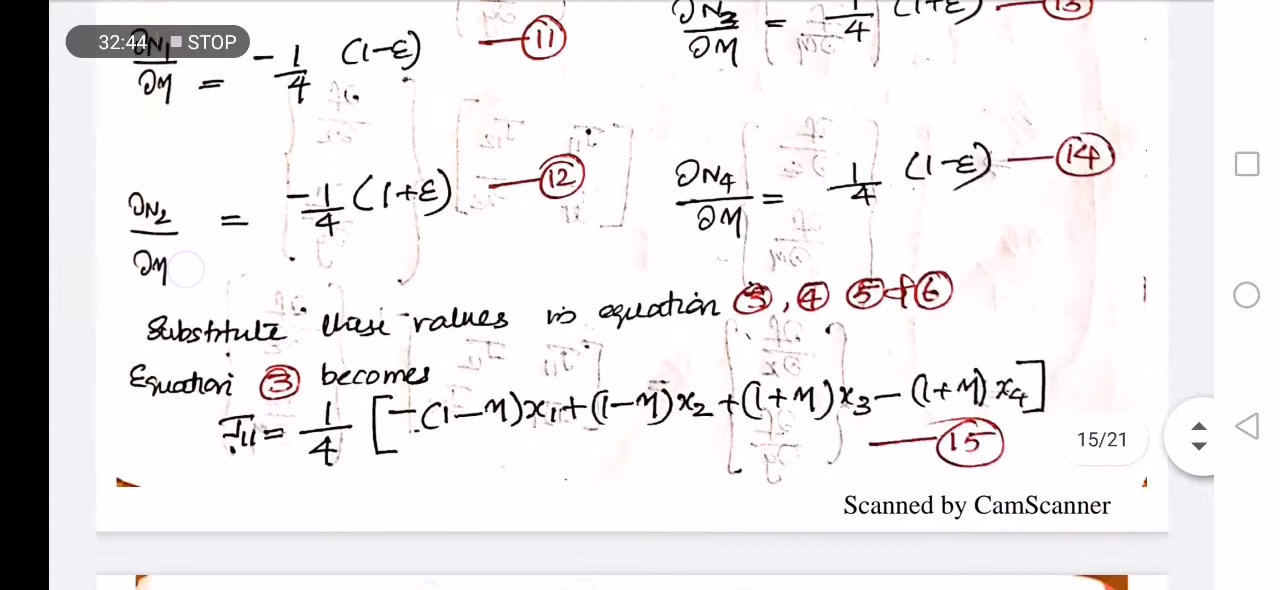 32:44 STOP
∂N1/∂η = -1/4 (1-ε) —(11)
∂N3/∂η = 1/4 (1+ε) —(13)
∂N2/∂η = -1/4 (1+ε) —(12)
∂N4/∂η = 1/4 (1-ε) —(14)
Substitute these values in equation (3), (4) (5) & (6)
Equation (3) becomes
J11 = 1/4 [-(1-η)x1+(1-η)x2+(1+η)x3-(1+η)x4]
—(15)
15/21
Scanned by CamScanner